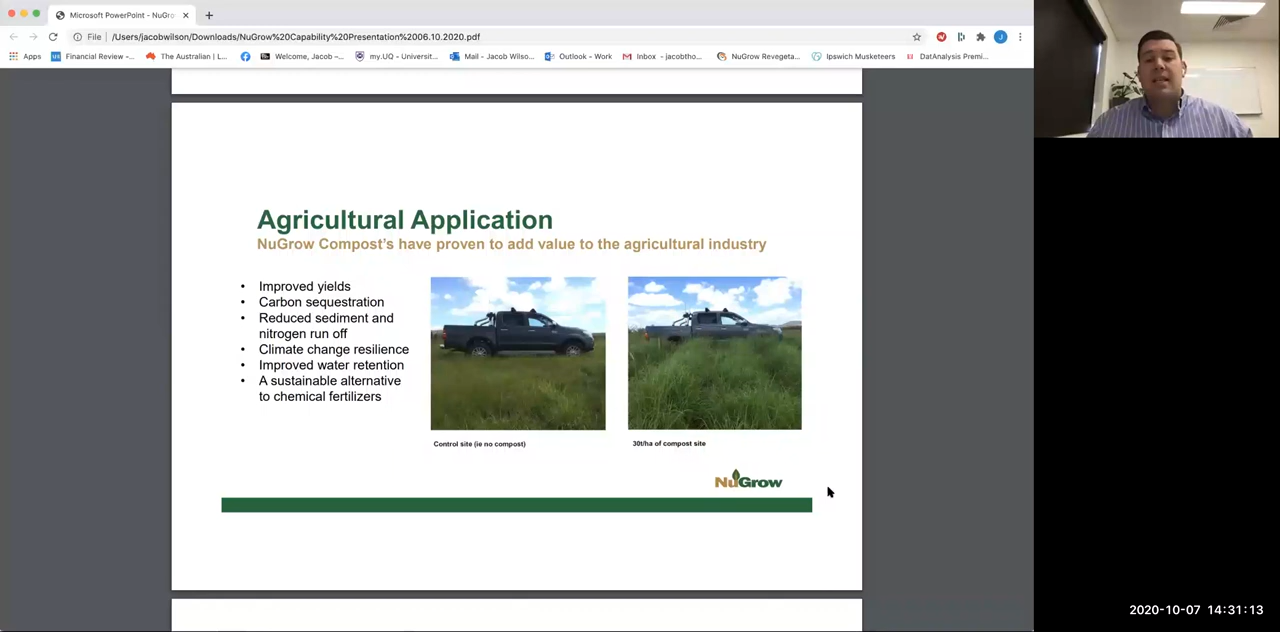 Microsoft PowerPoint - NuGro
File
/Users/jacobwilson/Downloads/NuGrow%20Capability%20Presentation%2006.10.2020.pdf
J
Apps
Financial Review –...
The Australian | L...
Welcome, Jacob –...
my.UQ - Universit...
Mail - Jacob Wilso...
Outlook - Work
Inbox - jacobtho...
NuGrow Revegeta...
Ipswich Musketeers
DatAnalysis Premi...
Agricultural Application
NuGrow Compost's have proven to add value to the agricultural industry
• Improved yields
• Carbon sequestration
• Reduced sediment and
nitrogen run off
• Climate change resilience
• Improved water retention
• A sustainable alternative
to chemical fertilizers
Control site (ie no compost)
30t/ha of compost site
NuGrow
2020-10-07 14:31:13